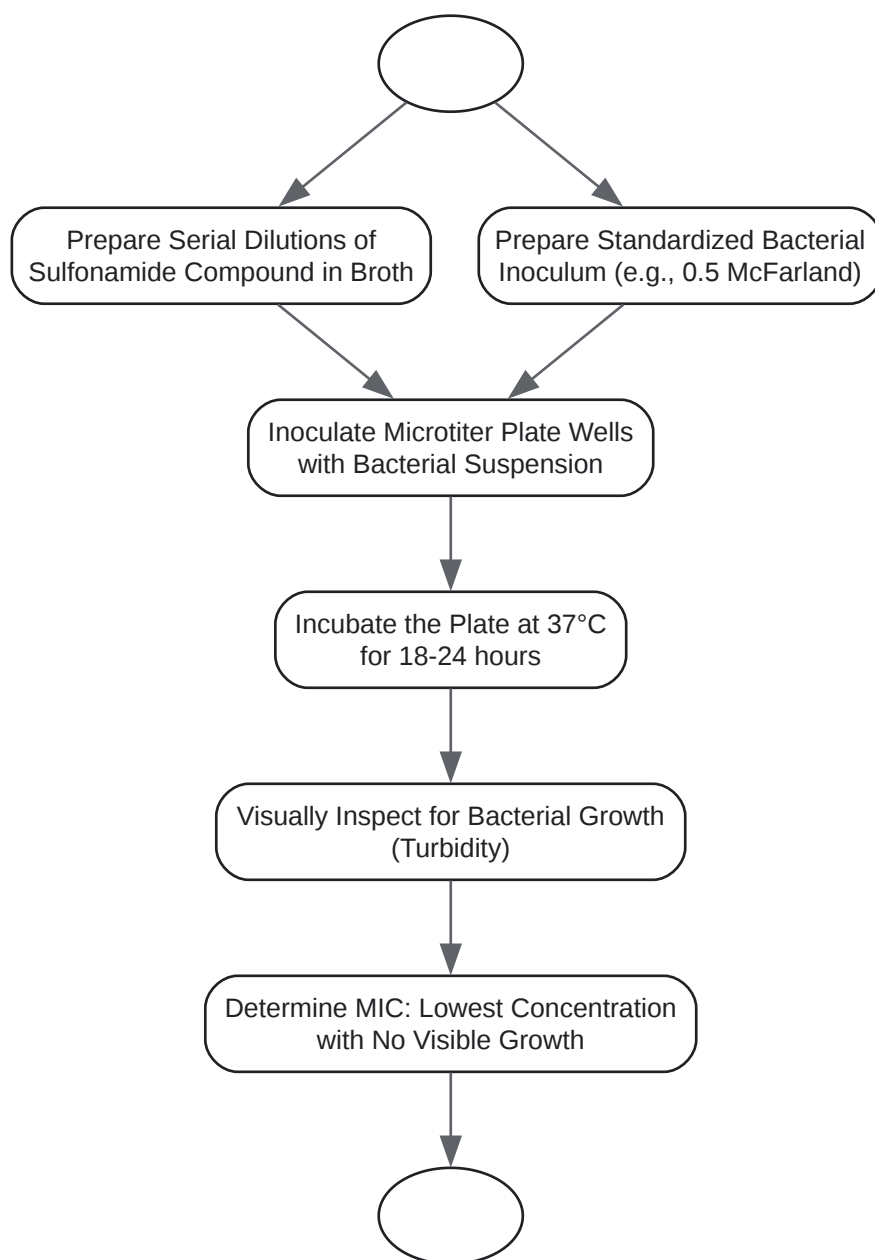 Prepare Serial Dilutions of
Sulfonamide Compound in Broth
Prepare Standardized Bacterial
Inoculum (e.g., 0.5 McFarland)
Inoculate Microtiter Plate Wells
with Bacterial Suspension
Incubate the Plate at 37°C
for 18-24 hours
Visually Inspect for Bacterial Growth
(Turbidity)
Determine MIC: Lowest Concentration
with No Visible Growth